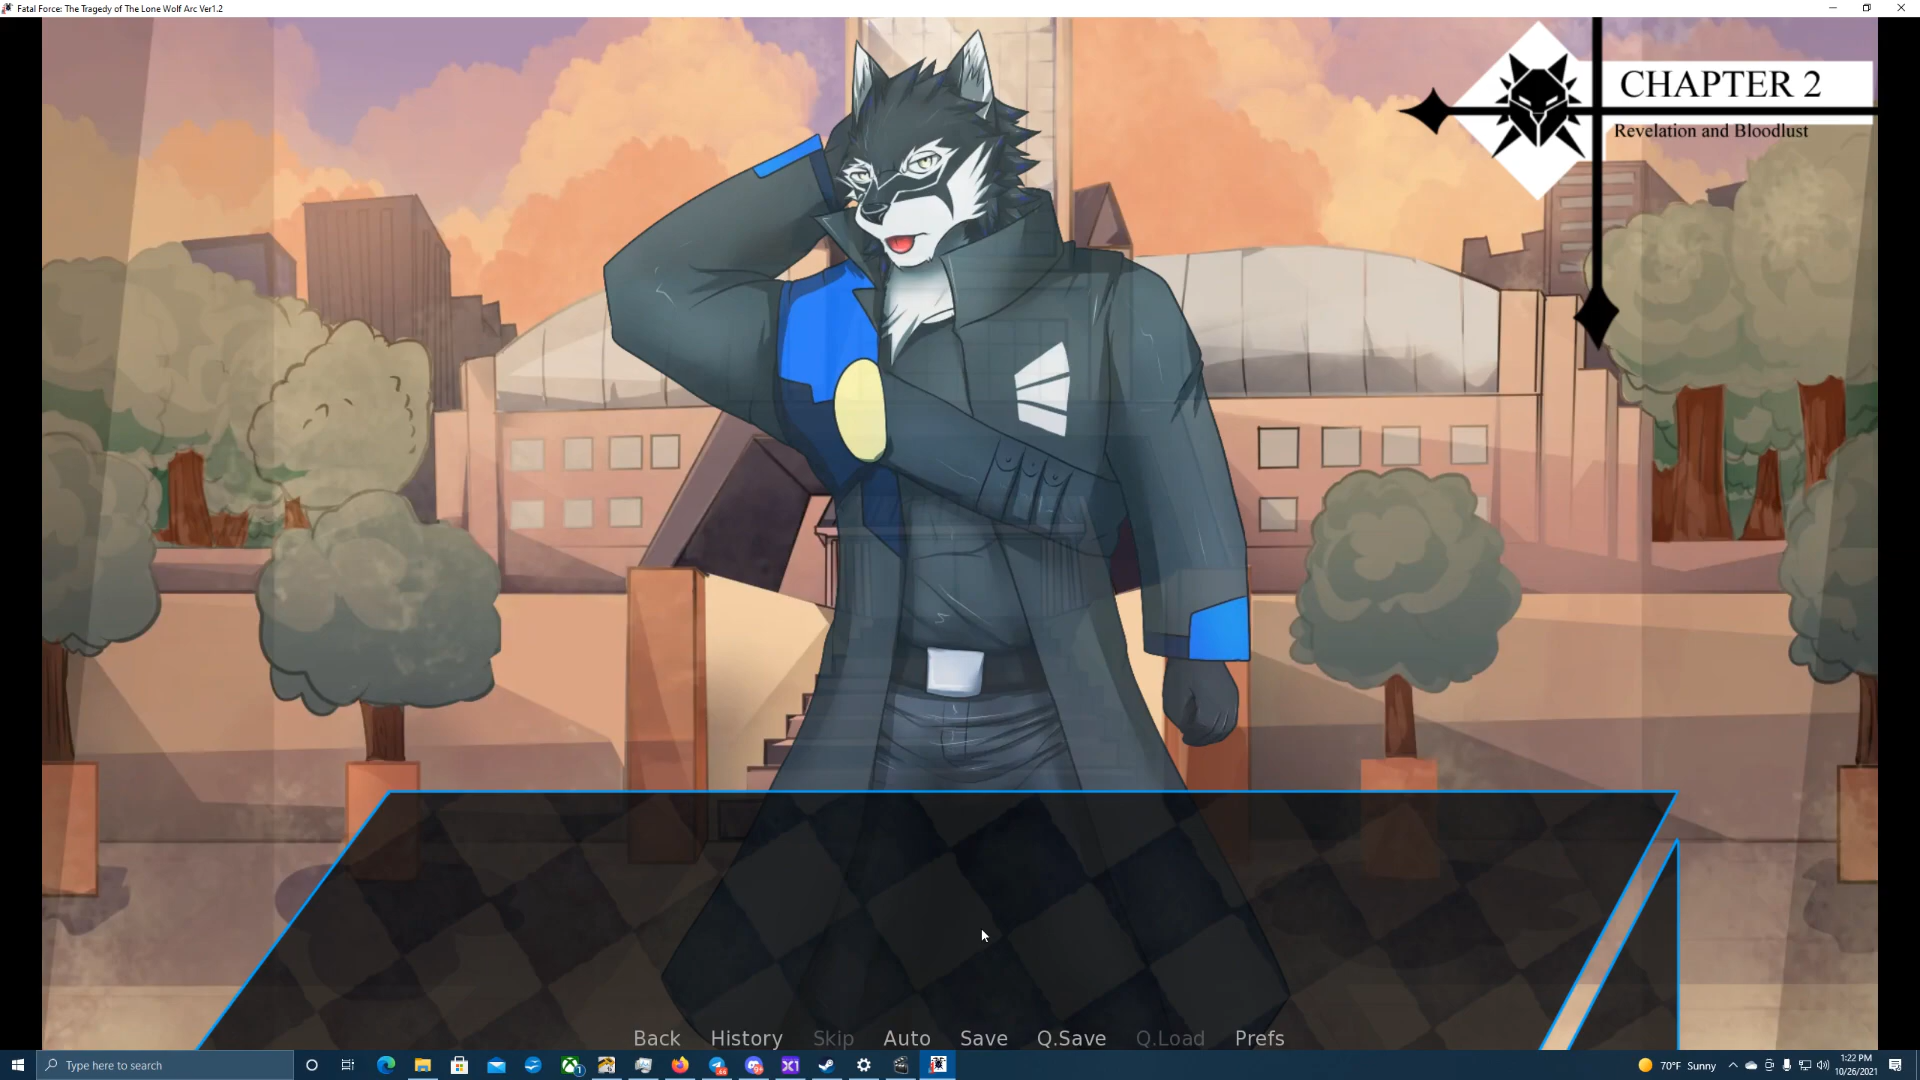 Fatal Force: The Tragedy of The Lone Wolf Arc Ver1.2
CHAPTER 2
Revelation and Bloodlust
Back History Skip Auto Save Q.Save Q.Load Prefs
Type here to search
70°F Sunny
1:22 PM
10/26/2021